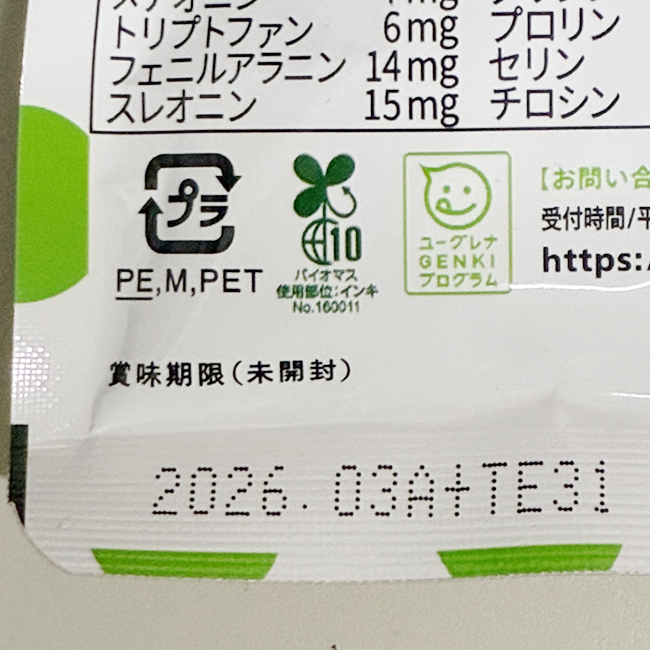 トリプトファン 6mg プロリン
フェニルアラニン 14mg セリン
スレオニン 15mg チロシン
プラ
PE,M,PET
10
バイオマス
使用部位:インキ
No.160011
ユーグレナ
GENKI
プログラム
【お問い合
受付時間/平
https:/
賞味期限(未開封)
2026.03A+TE31